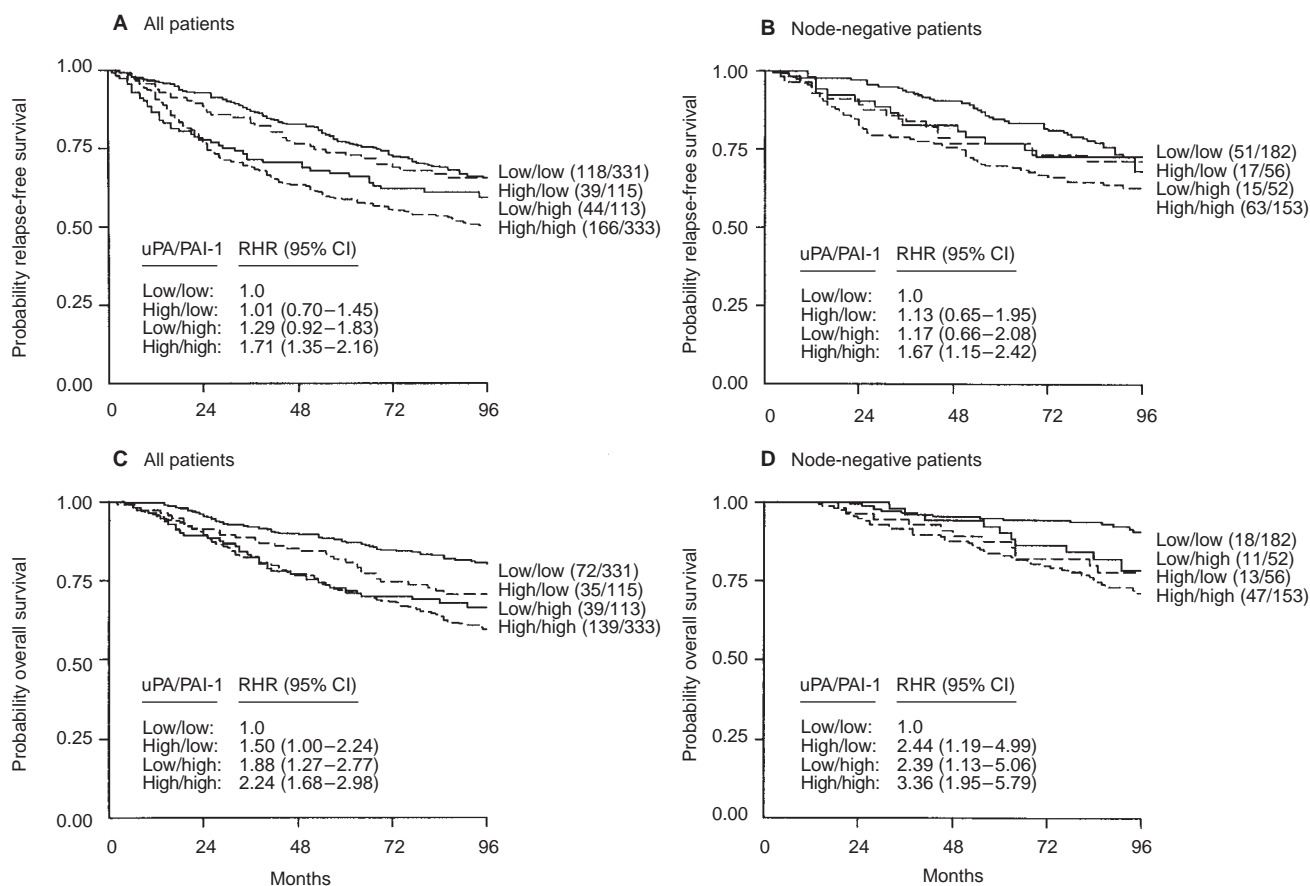 A All patients
Probability relapse-free survival
1.00
0.75
0.50
0.25
0.00
0 24 48 72 96
Low/low (118/331)
High/low (39/115)
Low/high (44/113)
High/high (166/333)
uPA/PAI-1 RHR (95% CI)
Low/low: 1.0
High/low: 1.01 (0.70–1.45)
Low/high: 1.29 (0.92–1.83)
High/high: 1.71 (1.35–2.16)
B Node-negative patients
Probability relapse-free survival
1.00
0.75
0.50
0.25
0.00
0 24 48 72 96
Low/low (51/182)
High/low (17/56)
Low/high (15/52)
High/high (63/153)
uPA/PAI-1 RHR (95% CI)
Low/low: 1.0
High/low: 1.13 (0.65–1.95)
Low/high: 1.17 (0.66–2.08)
High/high: 1.67 (1.15–2.42)
C All patients
Probability overall survival
1.00
0.75
0.50
0.25
0.00
0 24 48 72 96
Months
Low/low (72/331)
High/low (35/115)
Low/high (39/113)
High/high (139/333)
uPA/PAI-1 RHR (95% CI)
Low/low: 1.0
High/low: 1.50 (1.00–2.24)
Low/high: 1.88 (1.27–2.77)
High/high: 2.24 (1.68–2.98)
D Node-negative patients
Probability overall survival
1.00
0.75
0.50
0.25
0.00
0 24 48 72 96
Months
Low/low (18/182)
Low/high (11/52)
High/low (13/56)
High/high (47/153)
uPA/PAI-1 RHR (95% CI)
Low/low: 1.0
High/low: 2.44 (1.19–4.99)
Low/high: 2.39 (1.13–5.06)
High/high: 3.36 (1.95–5.79)